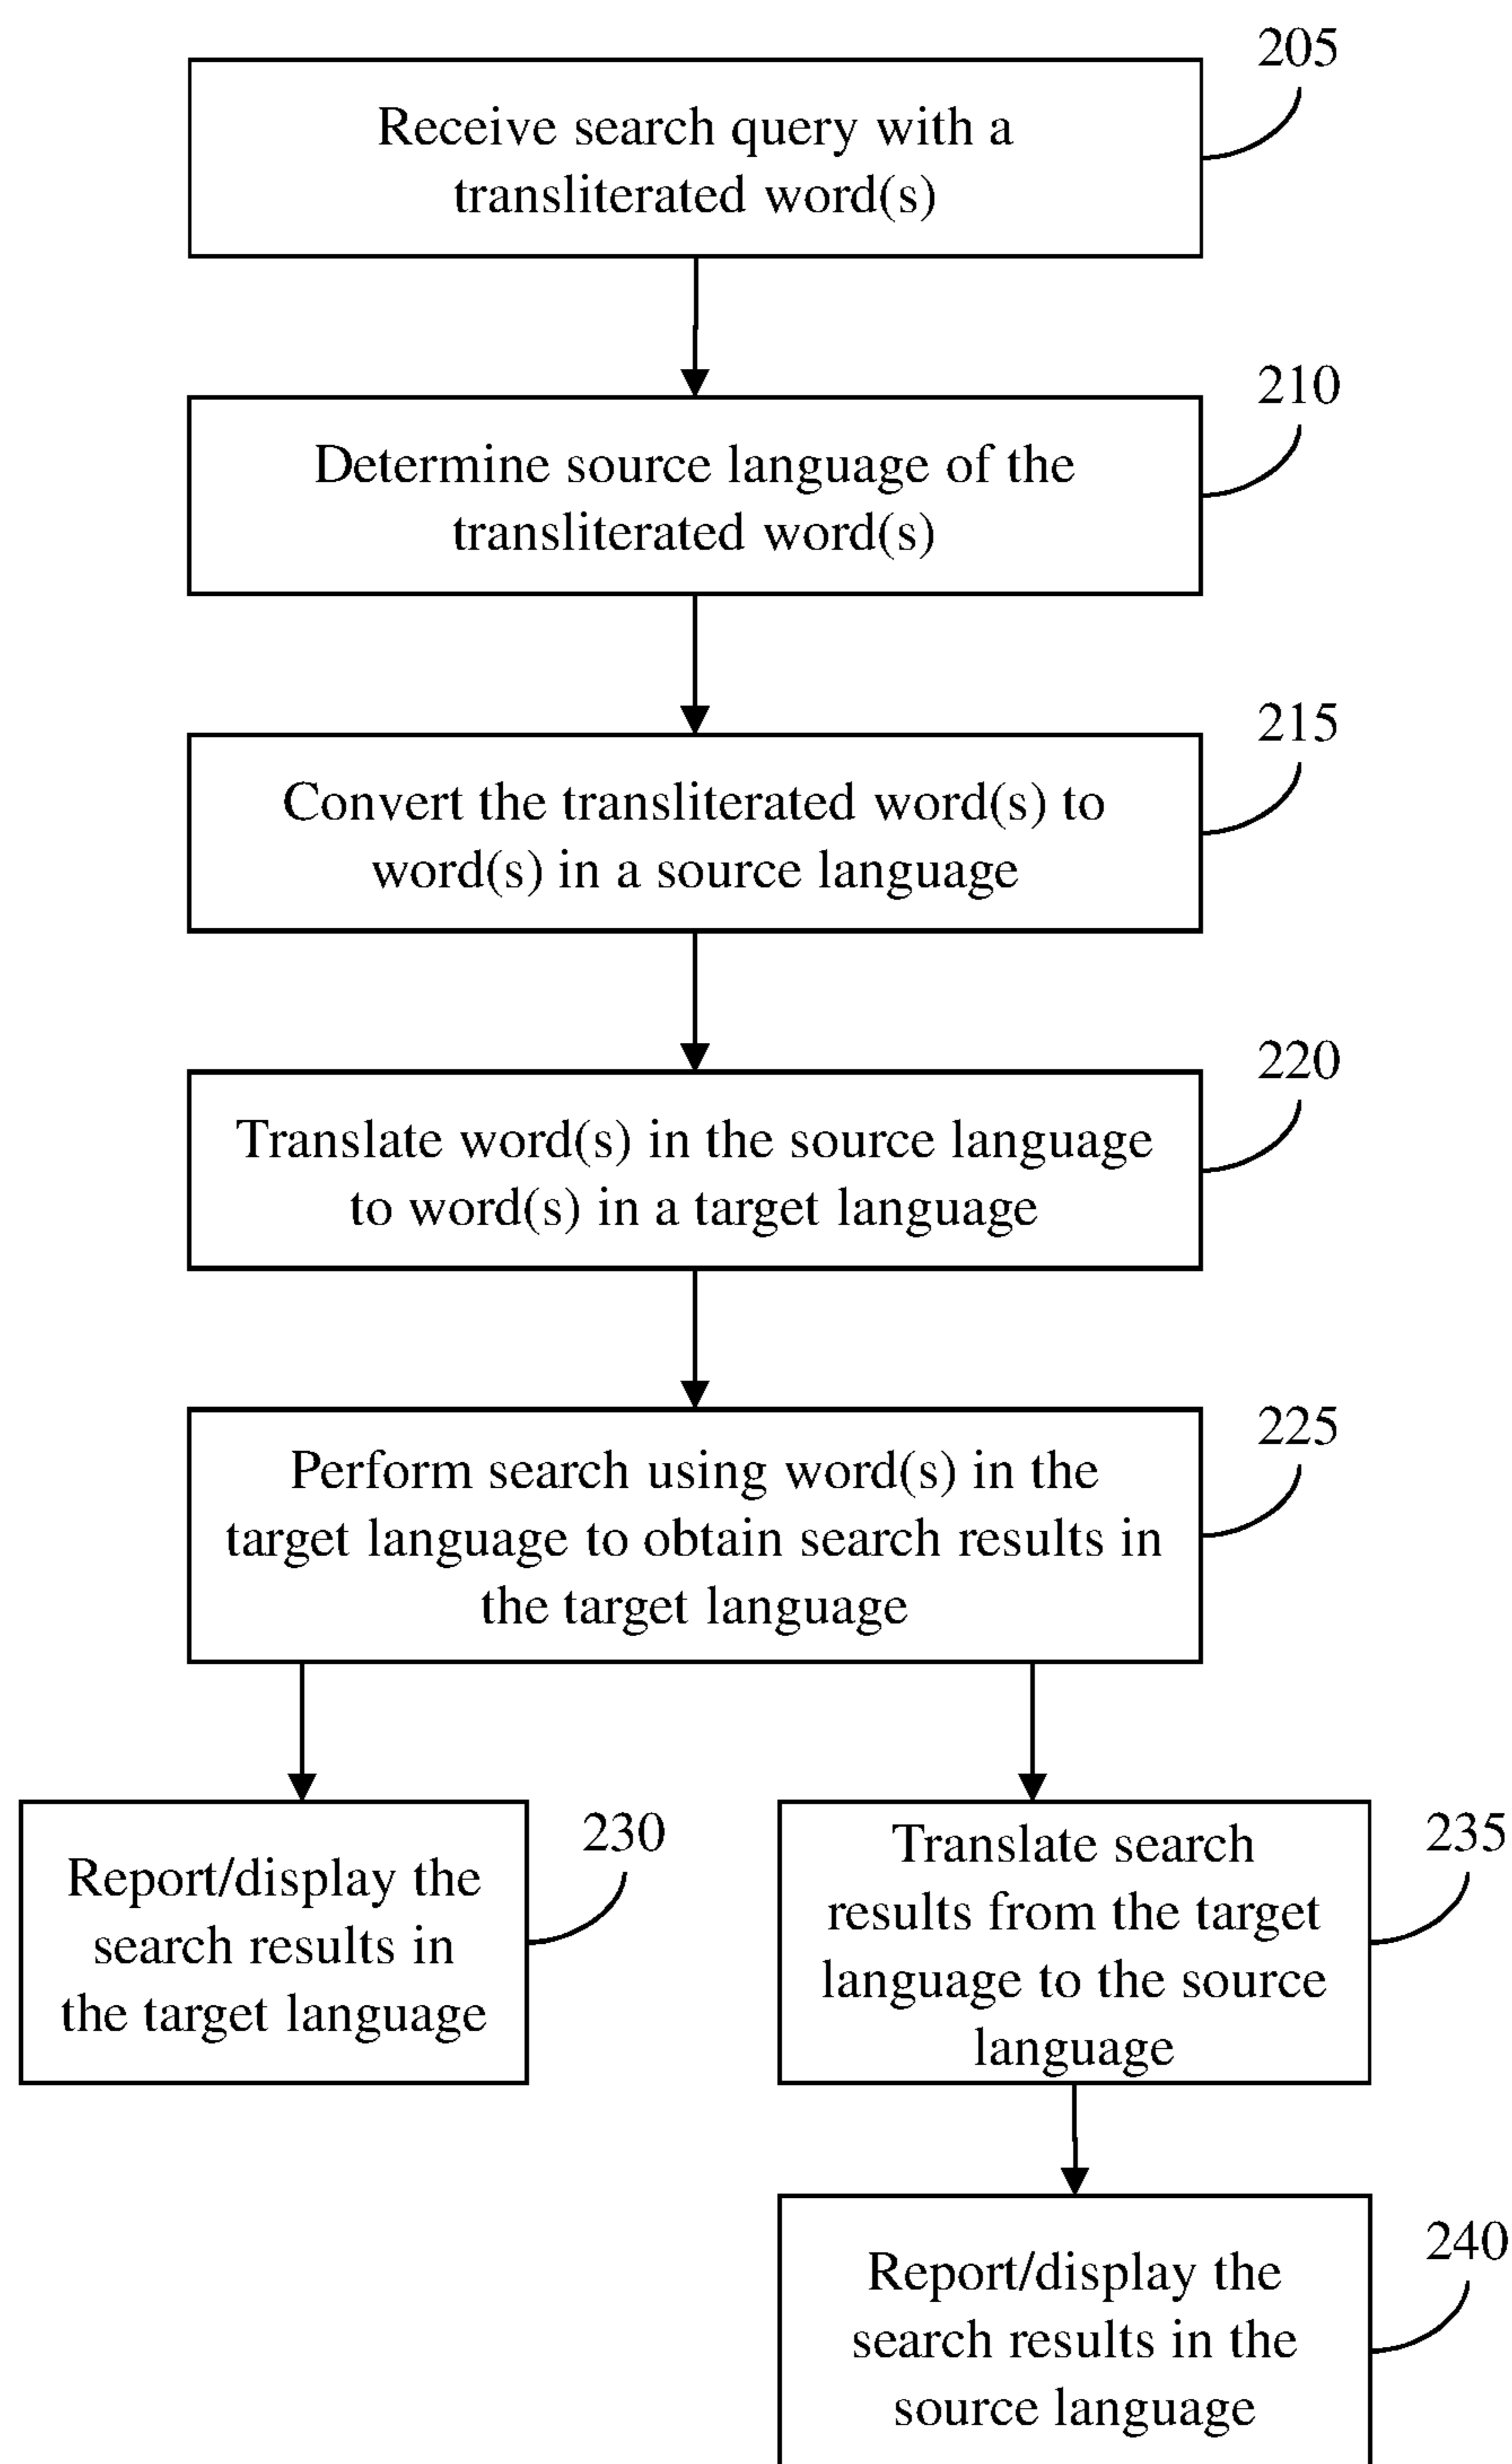 205
Receive search query with a
transliterated word(s)
210
Determine source language of the
transliterated word(s)
215
Convert the transliterated word(s) to
word(s) in a source language
220
Translate word(s) in the source language
to word(s) in a target language
225
Perform search using word(s) in the
target language to obtain search results in
the target language
230
Report/display the
search results in
the target language
235
Translate search
results from the target
language to the source
language
240
Report/display the
search results in the
source language